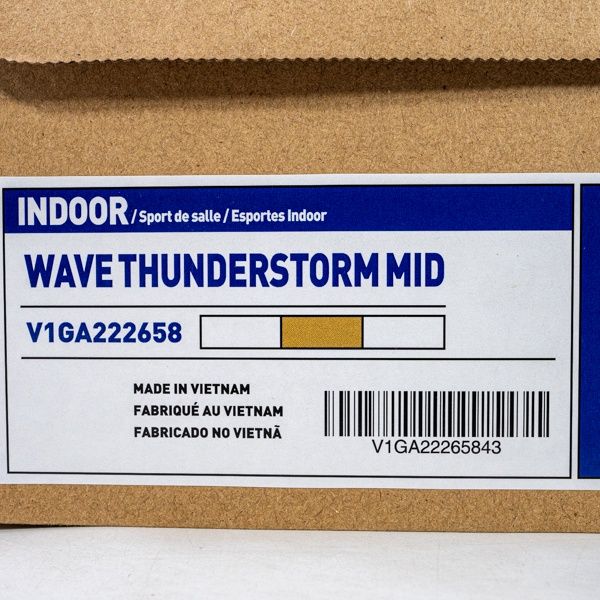 INDOOR / Sport de salle / Esportes Indoor
WAVE THUNDERSTORM MID
V1GA222658
MADE IN VIETNAM
FABRIQUÉ AU VIETNAM
FABRICADO NO VIETNÃ
V1GA22265843